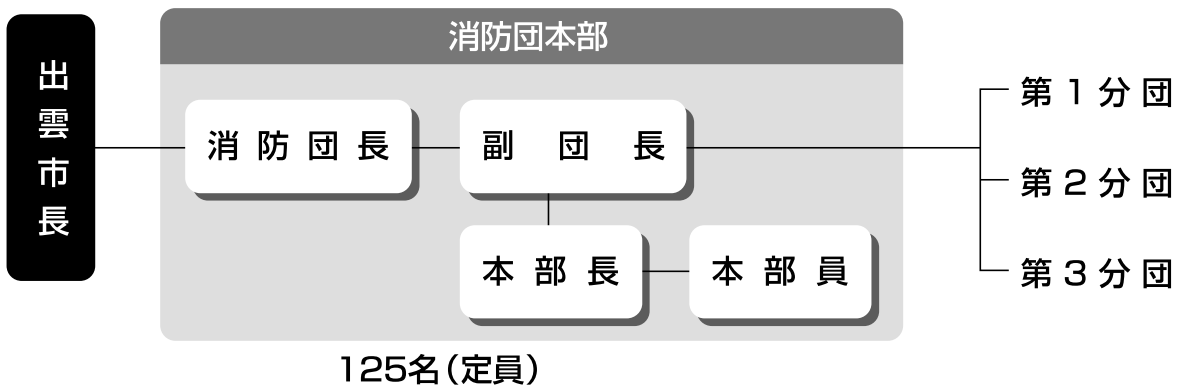 出雲市長
消防団本部
消防団長
副団長
本部長
本部員
第1分団
第2分団
第3分団
125名(定員)